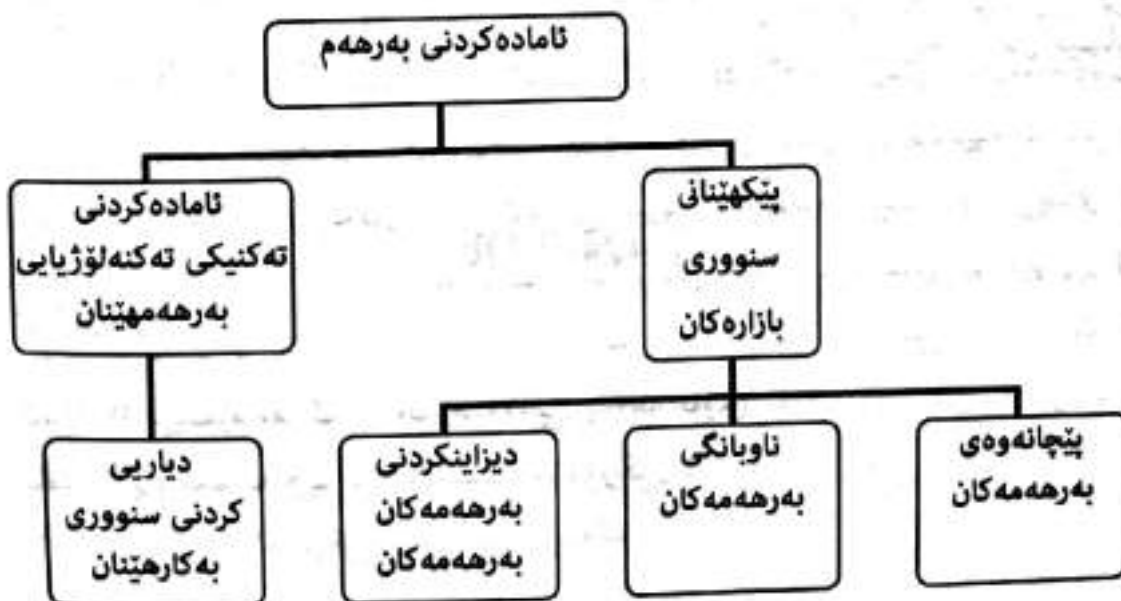 ئامادەکردنی بەرهەم
پێکهێنانی
سنووری
بازارەکان
ئامادەکردنی
تەکنیکی تەکنەلۆژیایی
بەرهەمهێنان
پێچانەوەی
بەرهەمەکان
ناوبانگی
بەرهەمەکان
دیزاینکردنی
بەرهەمەکان
بەرهەمەکان
دیاریی
کردنی سنووری
بەکارهێنان